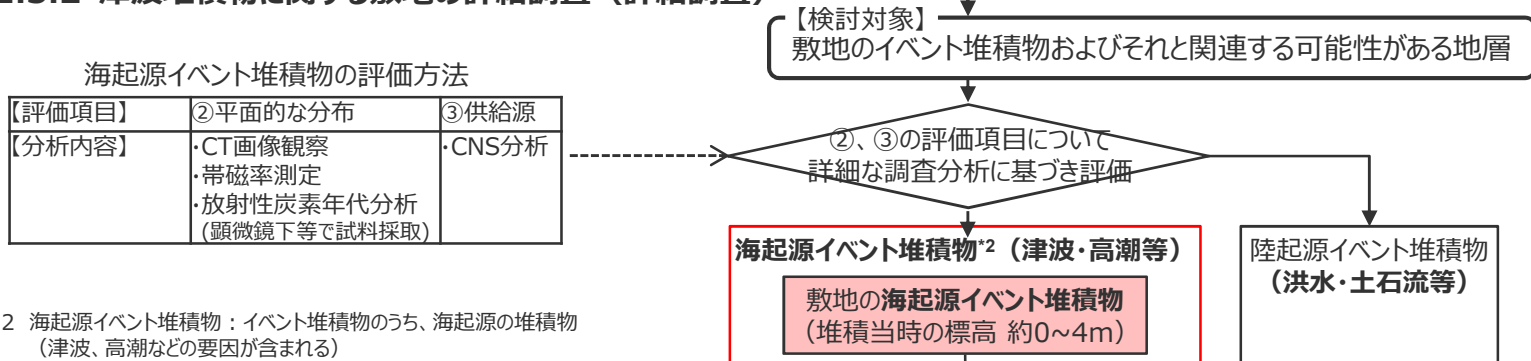 2.3.2 津波堆積物に関する敷地の詳細調査（詳細調査）
【検討対象】
敷地のイベント堆積物およびそれと関連する可能性がある地層
海起源イベント堆積物の評価方法
【評価項目】 ②平面的な分布 ③供給源
【分析内容】 ･CT画像観察 ･CNS分析
･帯磁率測定
･放射性炭素年代分析
(顕微鏡下等で試料採取)
②、③の評価項目について
詳細な調査分析に基づき評価
海起源イベント堆積物*2（津波･高潮等）
敷地の海起源イベント堆積物
（堆積当時の標高 約0~4m）
陸起源イベント堆積物
（洪水･土石流等）
2 海起源イベント堆積物：イベント堆積物のうち、海起源の堆積物
（津波、高潮などの要因が含まれる）